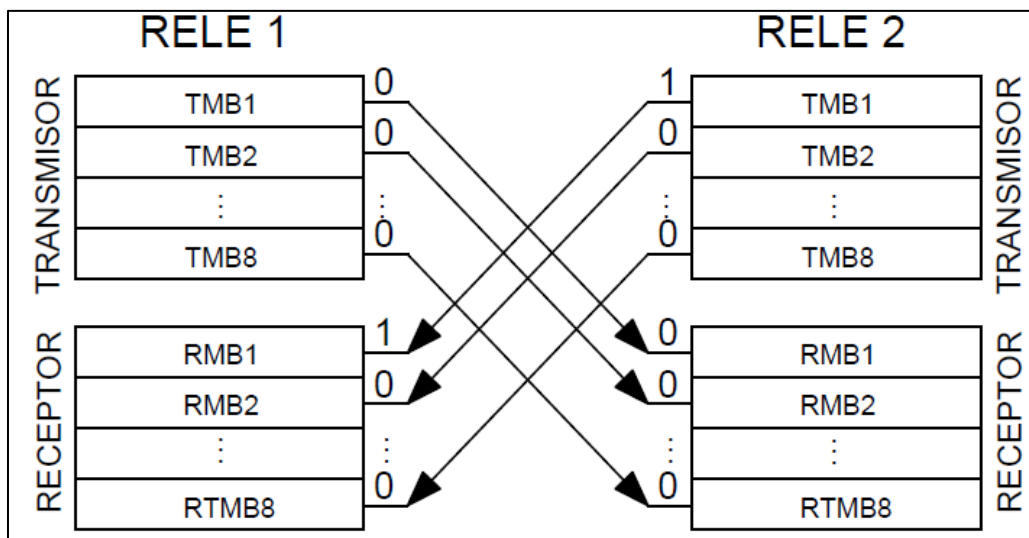 RELE 1 RELE 2
TRANSMISOR
TMB1 0 1 TMB1
TMB2 0 0 TMB2
⋮ ⋮ ⋮ ⋮
TMB8 0 0 TMB8
TRANSMISOR
RECEPTOR
RMB1 1 0 RMB1
RMB2 0 0 RMB2
⋮ ⋮ ⋮ ⋮
RTMB8 0 0 RTMB8
RECEPTOR